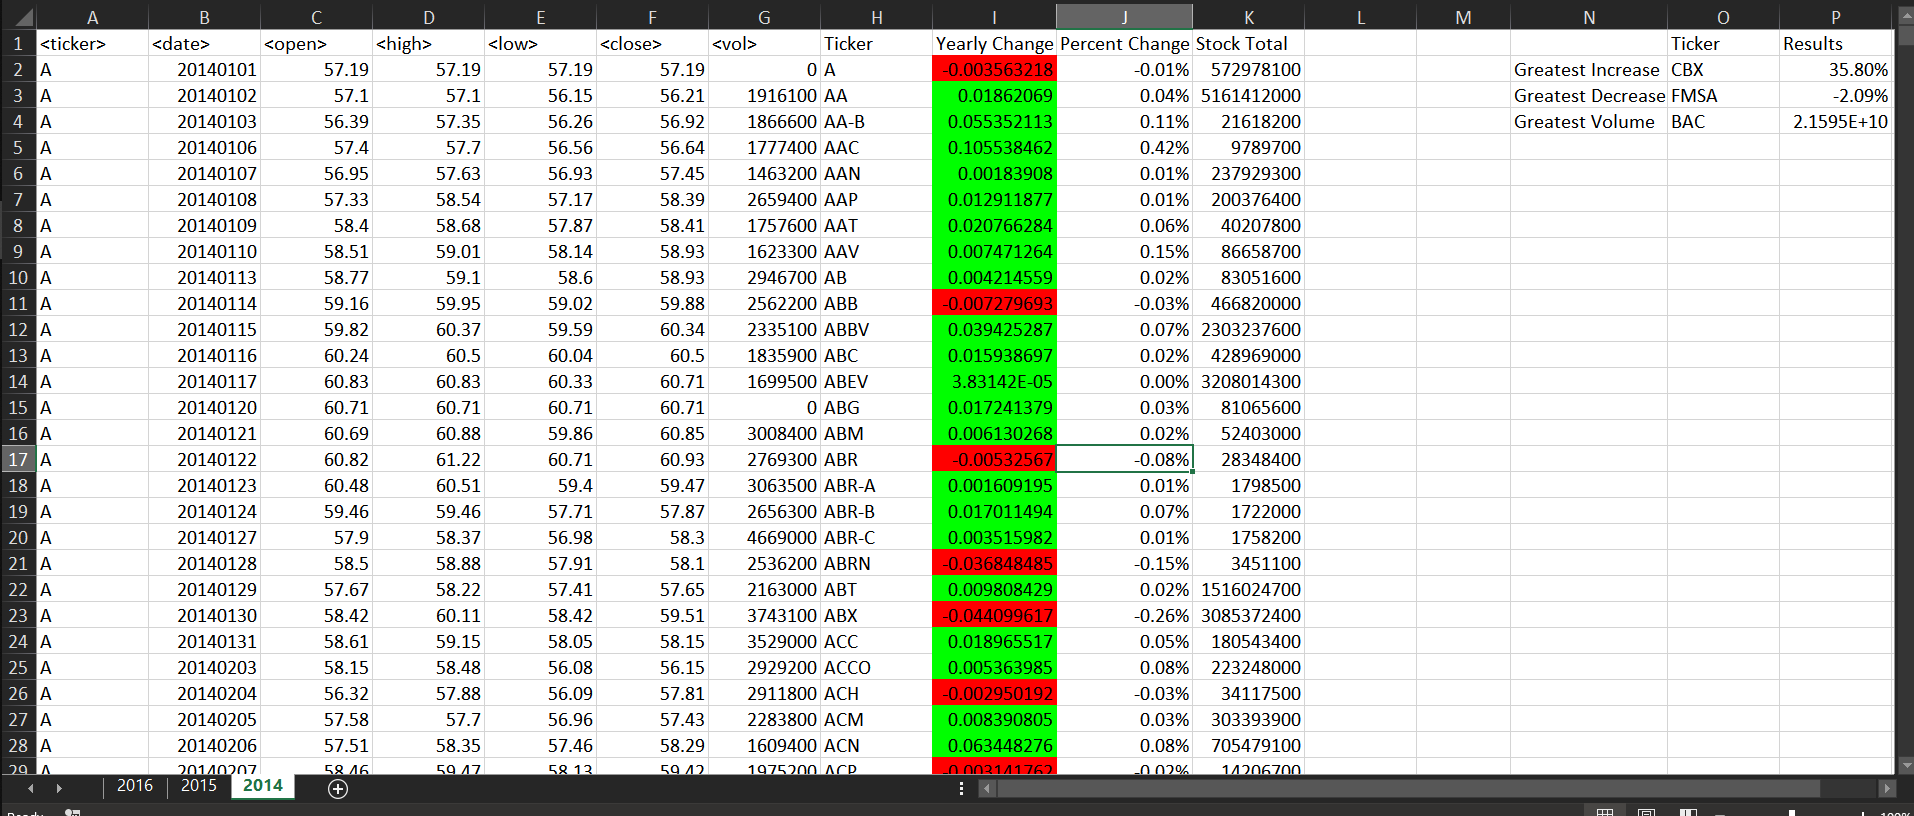 A B C D E F G H I J K L M N O P
1 <ticker> <date> <open> <high> <low> <close> <vol> Ticker Yearly Change Percent Change Stock Total Ticker Results
2 A 20140101 57.19 57.19 57.19 57.19 0 A -0.003563218 -0.01% 572978100 Greatest Increase CBX 35.80%
3 A 20140102 57.1 57.1 56.15 56.21 1916100 AA 0.01862069 0.04% 5161412000 Greatest Decrease FMSA -2.09%
4 A 20140103 56.39 57.35 56.26 56.92 1866600 AA-B 0.055352113 0.11% 21618200 Greatest Volume BAC 2.1595E+10
5 A 20140106 57.4 57.7 56.56 56.64 1777400 AAC 0.105538462 0.42% 9789700
6 A 20140107 56.95 57.63 56.93 57.45 1463200 AAN 0.00183908 0.01% 237929300
7 A 20140108 57.33 58.54 57.17 58.39 2659400 AAP 0.012911877 0.01% 200376400
8 A 20140109 58.4 58.68 57.87 58.41 1757600 AAT 0.020766284 0.06% 40207800
9 A 20140110 58.51 59.01 58.14 58.93 1623300 AAV 0.007471264 0.15% 86658700
10 A 20140113 58.77 59.1 58.6 58.93 2946700 AB 0.004214559 0.02% 83051600
11 A 20140114 59.16 59.95 59.02 59.88 2562200 ABB -0.007279693 -0.03% 466820000
12 A 20140115 59.82 60.37 59.59 60.34 2335100 ABBV 0.039425287 0.07% 2303237600
13 A 20140116 60.24 60.5 60.04 60.5 1835900 ABC 0.015938697 0.02% 428969000
14 A 20140117 60.83 60.83 60.33 60.71 1699500 ABEV 3.83142E-05 0.00% 3208014300
15 A 20140120 60.71 60.71 60.71 60.71 0 ABG 0.017241379 0.03% 81065600
16 A 20140121 60.69 60.88 59.86 60.85 3008400 ABM 0.006130268 0.02% 52403000
17 A 20140122 60.82 61.22 60.71 60.93 2769300 ABR -0.00532567 -0.08% 28348400
18 A 20140123 60.48 60.51 59.4 59.47 3063500 ABR-A 0.001609195 0.01% 1798500
19 A 20140124 59.46 59.46 57.71 57.87 2656300 ABR-B 0.017011494 0.07% 1722000
20 A 20140127 57.9 58.37 56.98 58.3 4669000 ABR-C 0.003515982 0.01% 1758200
21 A 20140128 58.5 58.88 57.91 58.1 2536200 ABRN -0.036848485 -0.15% 3451100
22 A 20140129 57.67 58.22 57.41 57.65 2163000 ABT 0.009808429 0.02% 1516024700
23 A 20140130 58.42 60.11 58.42 59.51 3743100 ABX -0.044099617 -0.26% 3085372400
24 A 20140131 58.61 59.15 58.05 58.15 3529000 ACC 0.018965517 0.05% 180543400
25 A 20140203 58.15 58.48 56.08 56.15 2929200 ACCO 0.005363985 0.08% 223248000
26 A 20140204 56.32 57.88 56.09 57.81 2911800 ACH -0.002950192 -0.03% 34117500
27 A 20140205 57.58 57.7 56.96 57.43 2283800 ACM 0.008390805 0.03% 303393900
28 A 20140206 57.51 58.35 57.46 58.29 1609400 ACN 0.063448276 0.08% 705479100
29 A 20140207 58.46 59.47 58.13 59.42 1975200 ACP -0.003141762 -0.02% 14206700
2016 2015 2014